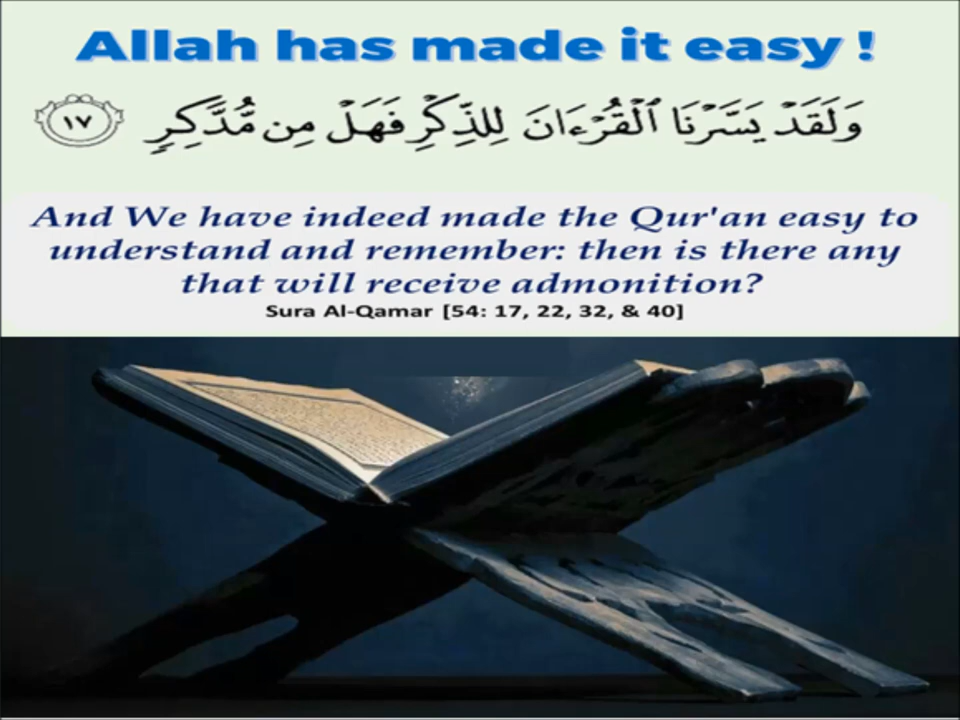 Allah has made it easy !
وَلَقَدْ يَسَّرْنَا ٱلْقُرْءَانَ لِلذِّكْرِ فَهَلْ مِن مُّدَّكِرٍ ١٧
And We have indeed made the Qur'an easy to
understand and remember: then is there any
that will receive admonition?
Sura Al-Qamar [54: 17, 22, 32, & 40]